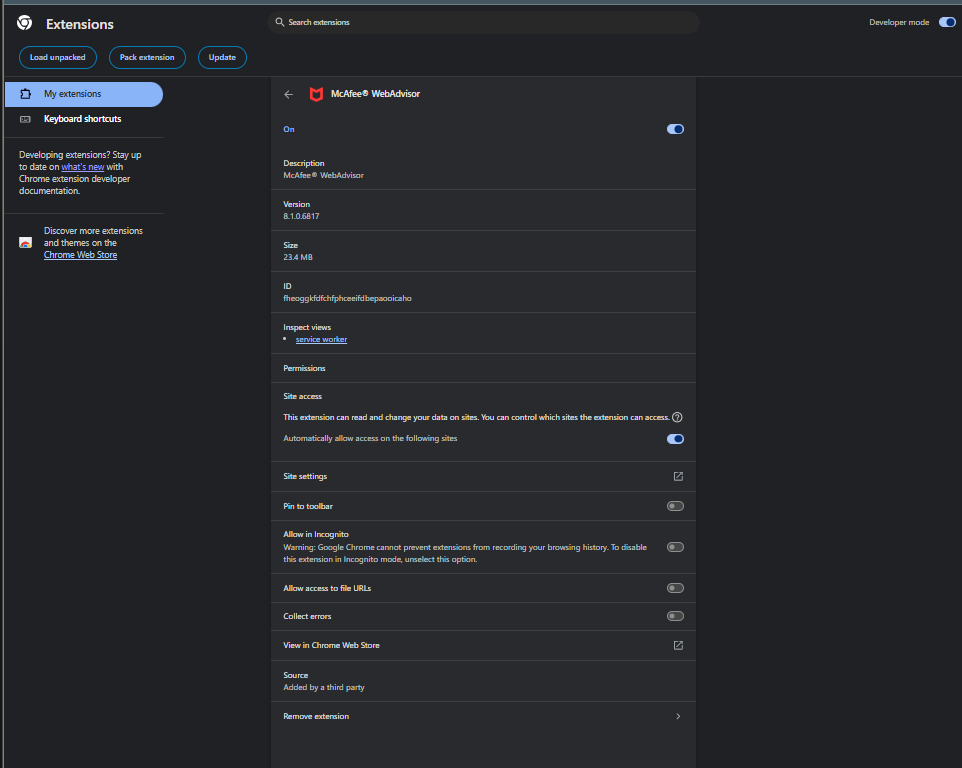 Extensions
Search extensions
Developer mode
Load unpacked
Pack extension
Update
My extensions
Keyboard shortcuts
Developing extensions? Stay up
to date on what's new with
Chrome extension developer
documentation.
Discover more extensions
and themes on the
Chrome Web Store
McAfee® WebAdvisor
On
Description
McAfee® WebAdvisor
Version
8.1.0.6817
Size
23.4 MB
ID
fheoggkfdfchfphceeifdbepaooicaho
Inspect views
• service worker
Permissions
Site access
This extension can read and change your data on sites. You can control which sites the extension can access.
Automatically allow access on the following sites
Site settings
Pin to toolbar
Allow in Incognito
Warning: Google Chrome cannot prevent extensions from recording your browsing history. To disable
this extension in Incognito mode, unselect this option.
Allow access to file URLs
Collect errors
View in Chrome Web Store
Source
Added by a third party
Remove extension